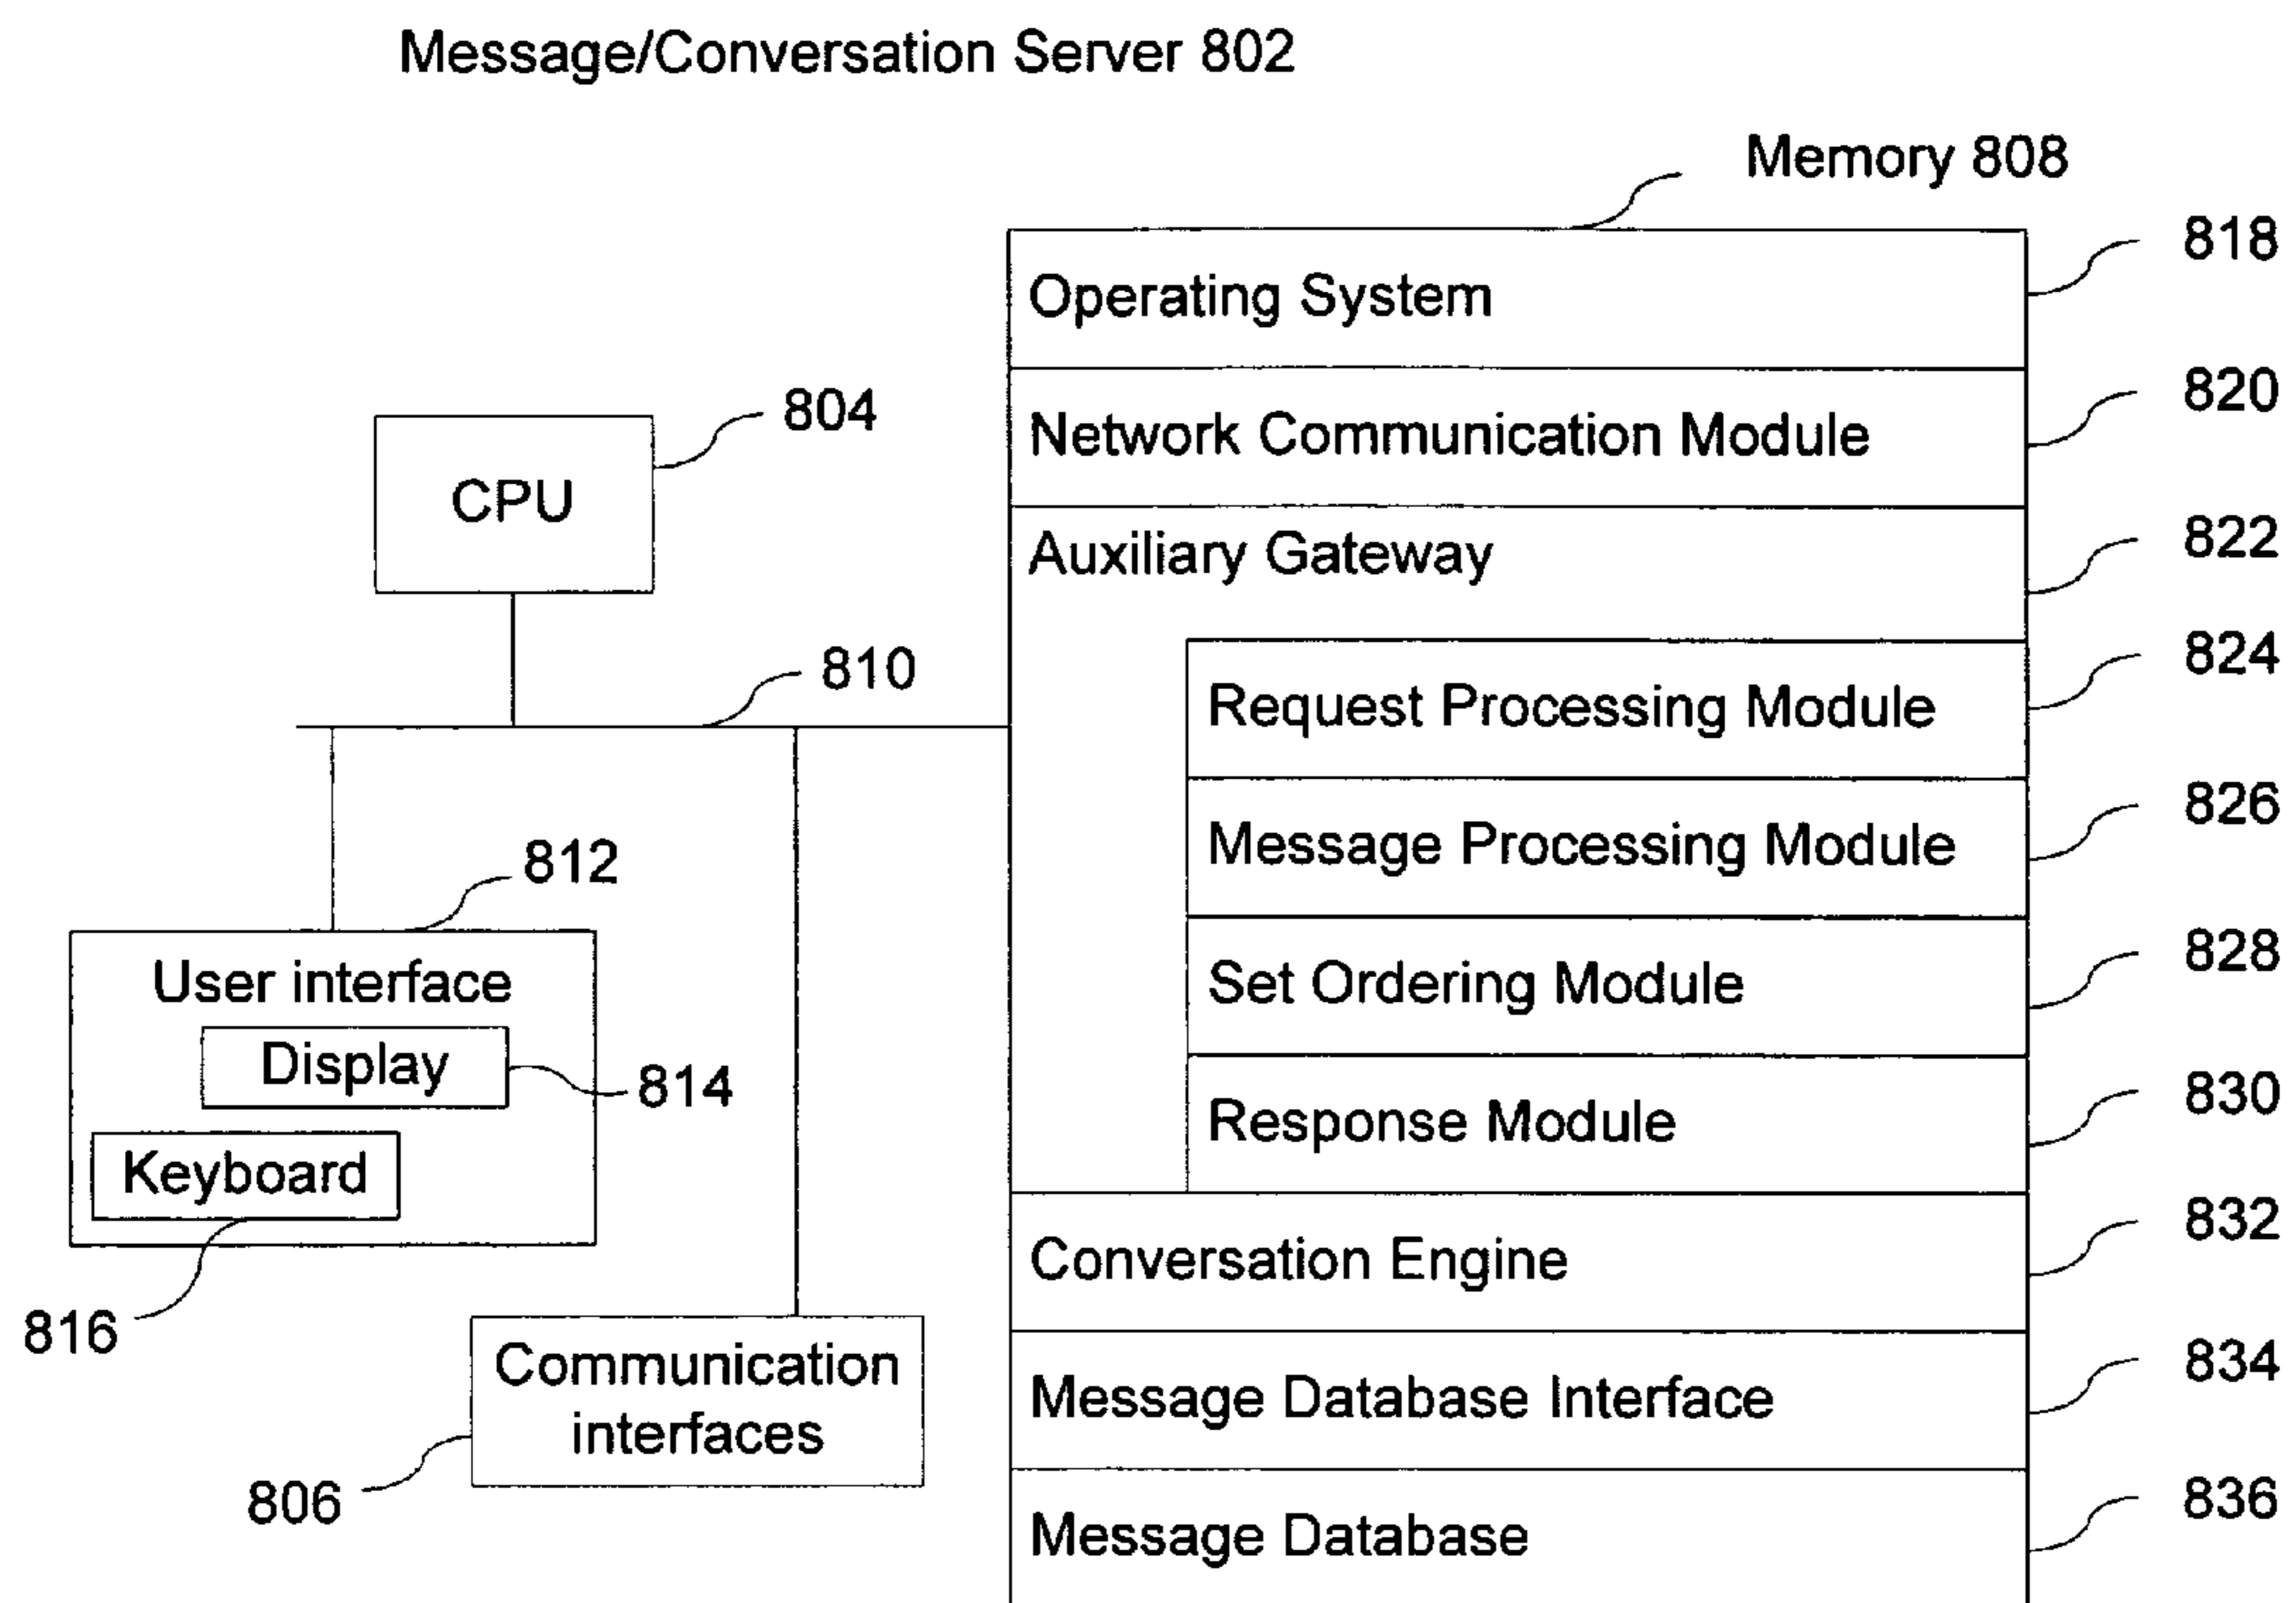 Message/Conversation Server 802
Memory 808
818
Operating System
820
Network Communication Module
804
CPU
822
Auxiliary Gateway
824
Request Processing Module
810
826
Message Processing Module
812
User interface
828
Set Ordering Module
Display
814
830
Response Module
Keyboard
816
832
Conversation Engine
Communication
interfaces
806
834
Message Database Interface
836
Message Database